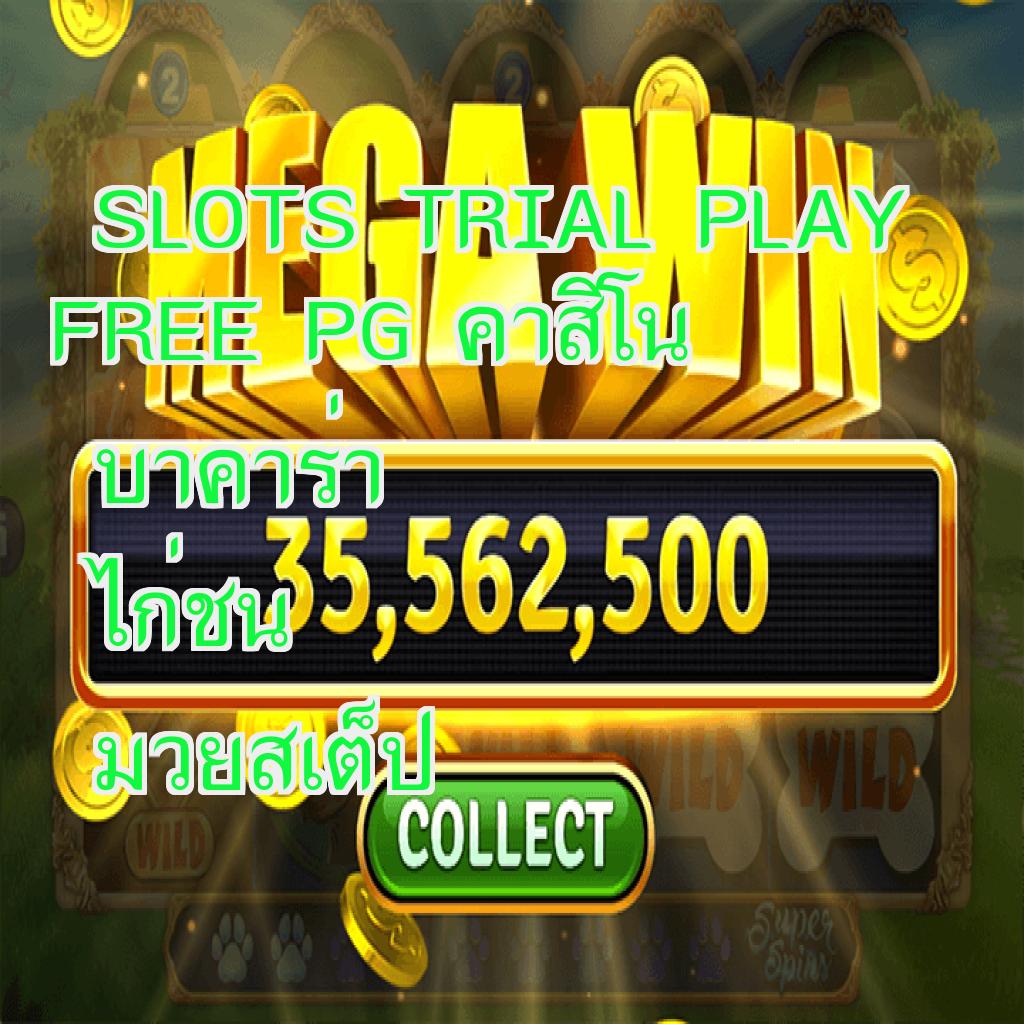 2
2
MEGA WIN
SLOTS TRIAL PLAY
FREE PG คาสิโน
บาคาร่า
35,562,500
ไก่ชน
มวยสเต็ป
WILD
WILD
WILD
COLLECT
Super
Spins